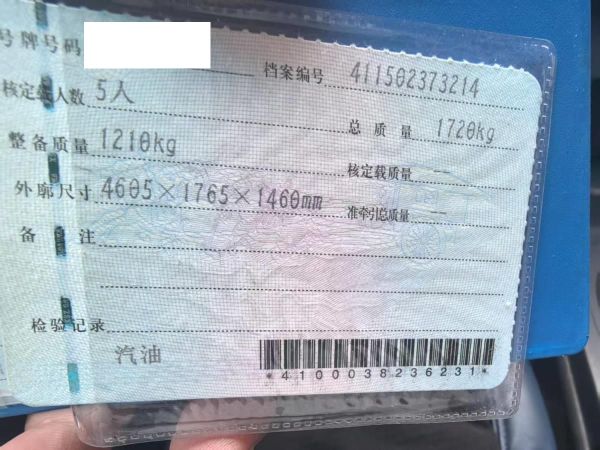 号牌号码 档案编号 411502373214
核定载人数 5人 总质量 1720kg
整备质量 1210kg 核定载质量 --
外廓尺寸 4605×1765×1460mm 准牵引总质量 --
备注
检验记录
汽油
*4100038236231*